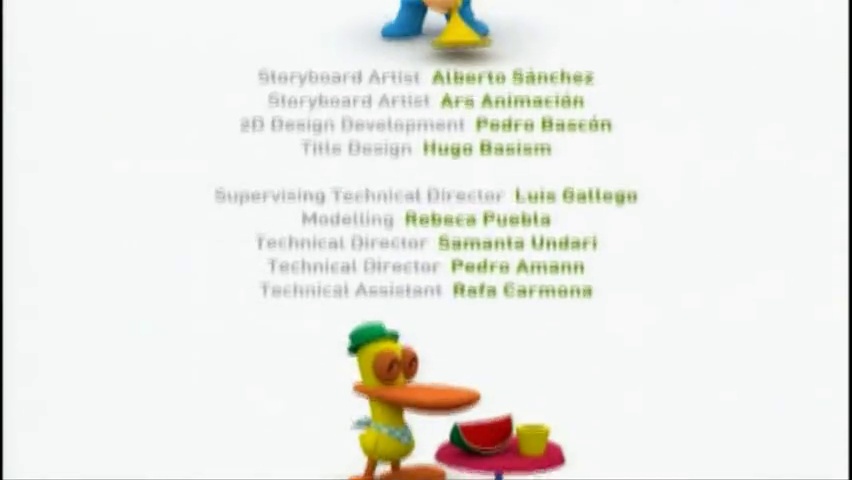 Storyboard Artist Alberto Sánchez
Storyboard Artist Ars Animación
2D Design Development Pedro Bascón
Title Design Hugo Basism
Supervising Technical Director Luis Gallego
Modelling Rebeca Puebla
Technical Director Samanta Undari
Technical Director Pedro Amann
Technical Assistant Rafa Carmona